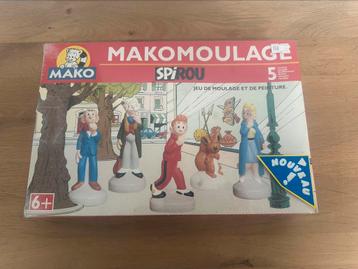 MAKO
MAKOMOULAGE
SPiROU
5
JEU DE MOULAGE ET DE PEINTURE.
NOUVEAU
6+